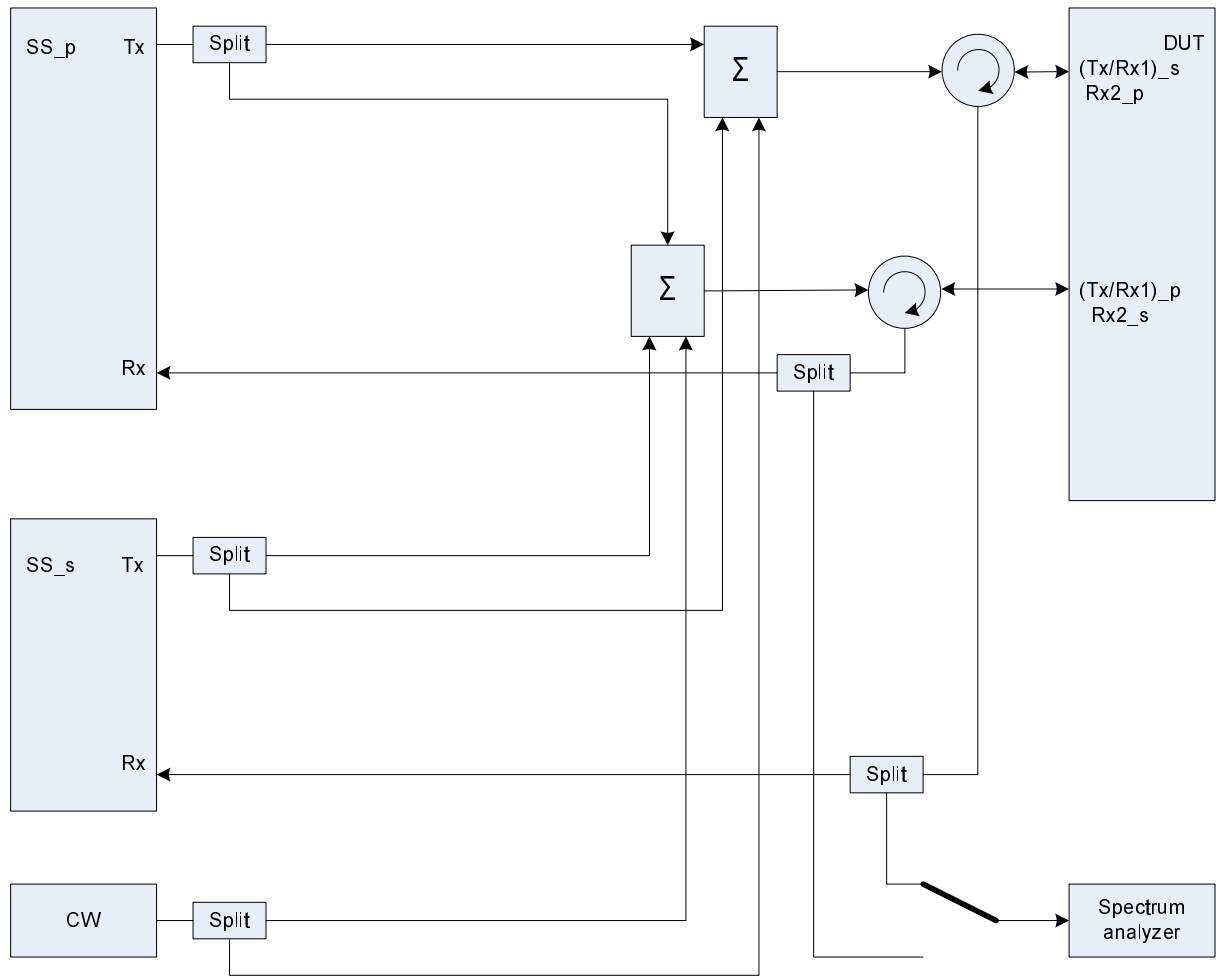 SS_p Tx
Split
Σ
DUT
(Tx/Rx1)_s
Rx2_p
Σ
(Tx/Rx1)_p
Rx2_s
Rx
Split
SS_s Tx
Split
Rx
Split
CW
Split
Spectrum
analyzer